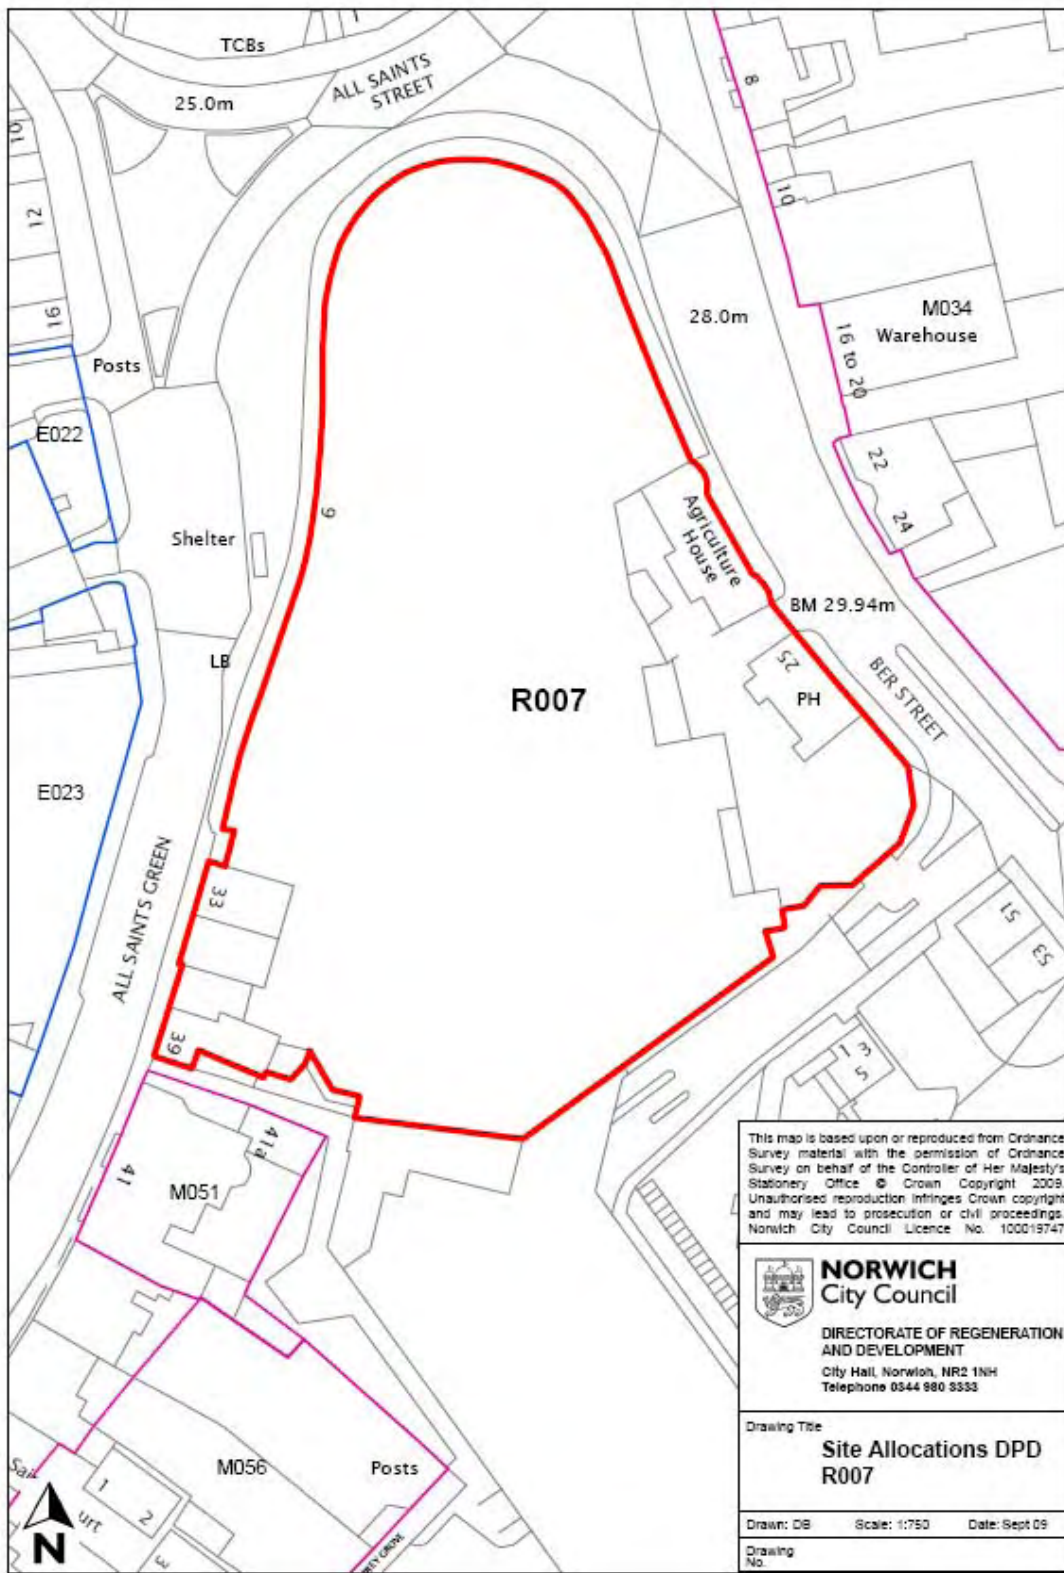 TCBs
ALL SAINTS
STREET
25.0m
8
10
12
10
16
28.0m
M034
Warehouse
16 to 20
Posts
E022
22
24
9
Shelter
Agriculture
House
BM 29.94m
LB
25
PH
BER STREET
R007
E023
ALL SAINTS GREEN
33
51
53
39
1
3
5
41a
41
M051
This map is based upon or reproduced from Ordnance
Survey material with the permission of Ordnance
Survey on behalf of the Controller of Her Majesty's
Stationery Office © Crown Copyright 2009.
Unauthorised reproduction infringes Crown copyright
and may lead to prosecution or civil proceedings.
Norwich City Council Licence No. 100019747
NORWICH
City Council
DIRECTORATE OF REGENERATION
AND DEVELOPMENT
City Hall, Norwich, NR2 1NH
Telephone 0344 980 3333
Drawing Title
Site Allocations DPD
R007
M056
Posts
1
2
3
N
Drawn: DB Scale: 1:750 Date: Sept 09
Drawing
No.